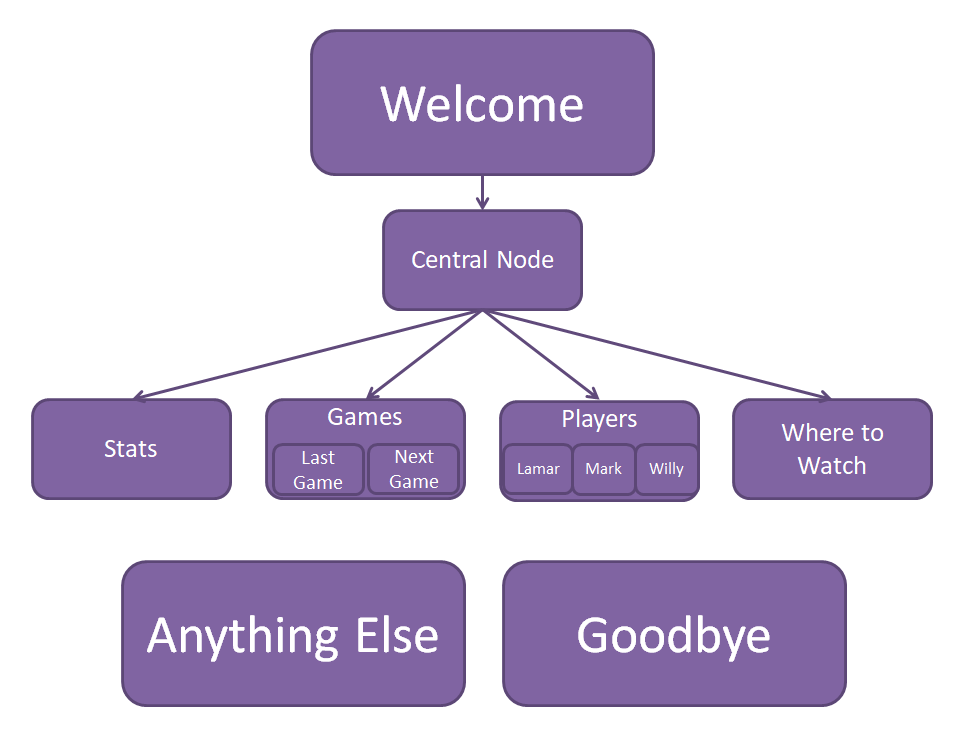 Welcome
Central Node
Stats
Games
Last
Game
Next
Game
Players
Lamar
Mark
Willy
Where to
Watch
Anything Else
Goodbye